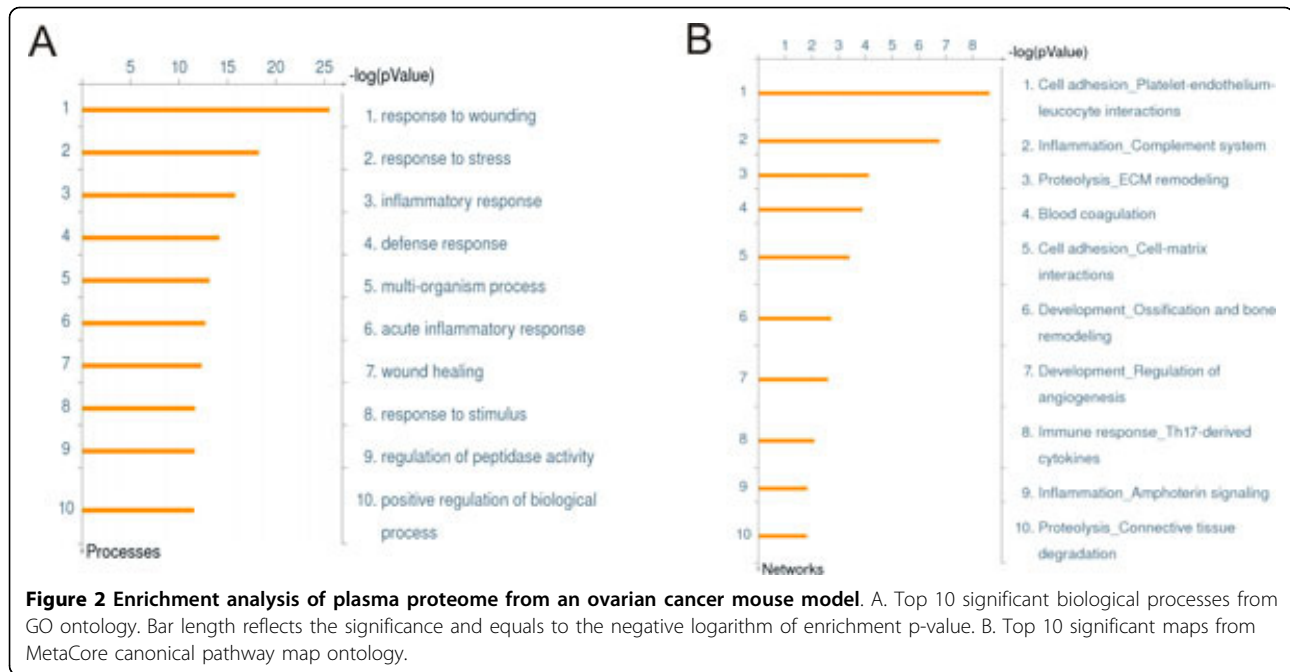 A
5 10 15 20 25 -log(pValue)
1
2
3
4
5
6
7
8
9
10
Processes
1. response to wounding
2. response to stress
3. inflammatory response
4. defense response
5. multi-organism process
6. acute inflammatory response
7. wound healing
8. response to stimulus
9. regulation of peptidase activity
10. positive regulation of biological
process
B
1 2 3 4 5 6 7 8 -log(pValue)
1
2
3
4
5
6
7
8
9
10
Networks
1. Cell adhesion_Platelet-endothelium-
leucocyte interactions
2. Inflammation_Complement system
3. Proteolysis_ECM remodeling
4. Blood coagulation
5. Cell adhesion_Cell-matrix
interactions
6. Development_Ossification and bone
remodeling
7. Development_Regulation of
angiogenesis
8. Immune response_Th17-derived
cytokines
9. Inflammation_Amphoterin signaling
10. Proteolysis_Connective tissue
degradation
Figure 2 Enrichment analysis of plasma proteome from an ovarian cancer mouse model. A. Top 10 significant biological processes from
GO ontology. Bar length reflects the significance and equals to the negative logarithm of enrichment p-value. B. Top 10 significant maps from
MetaCore canonical pathway map ontology.